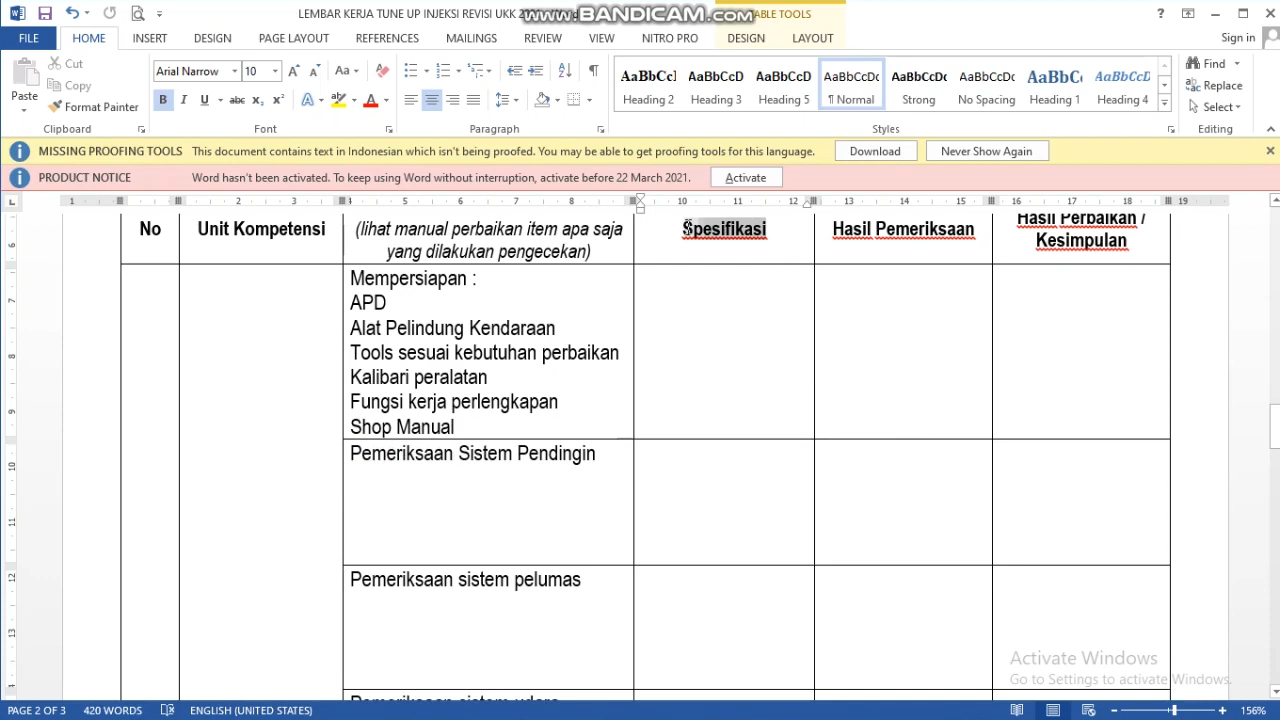 LEMBAR KERJA TUNE UP INJEKSI REVISI UKK
www.BANDICAM.com
TABLE TOOLS
Sign in
FILE HOME INSERT DESIGN PAGE LAYOUT REFERENCES MAILINGS REVIEW VIEW NITRO PRO DESIGN LAYOUT
Paste
Cut
Copy
Format Painter
Clipboard
Arial Narrow 10
Font
Paragraph
AaBbCcI AaBbCcD AaBbCcD AaBbCcDc AaBbCcD AaBbCcDc AaBbC AaBbCcD
Heading 2 Heading 3 Heading 5 ¶ Normal Strong No Spacing Heading 1 Heading 4
Styles
Find
Replace
Select
Editing
MISSING PROOFING TOOLS This document contains text in Indonesian which isn't being proofed. You may be able to get proofing tools for this language. Download Never Show Again
PRODUCT NOTICE Word hasn't been activated. To keep using Word without interruption, activate before 22 March 2021. Activate
No
Unit Kompetensi
(lihat manual perbaikan item apa saja
yang dilakukan pengecekan)
Spesifikasi
Hasil Pemeriksaan
Hasil Perbaikan /
Kesimpulan
Mempersiapan :
APD
Alat Pelindung Kendaraan
Tools sesuai kebutuhan perbaikan
Kalibari peralatan
Fungsi kerja perlengkapan
Shop Manual
Pemeriksaan Sistem Pendingin
Pemeriksaan sistem pelumas
Pemeriksaan sistem udara
Activate Windows
Go to Settings to activate Windows.
PAGE 2 OF 3 420 WORDS ENGLISH (UNITED STATES) 156%